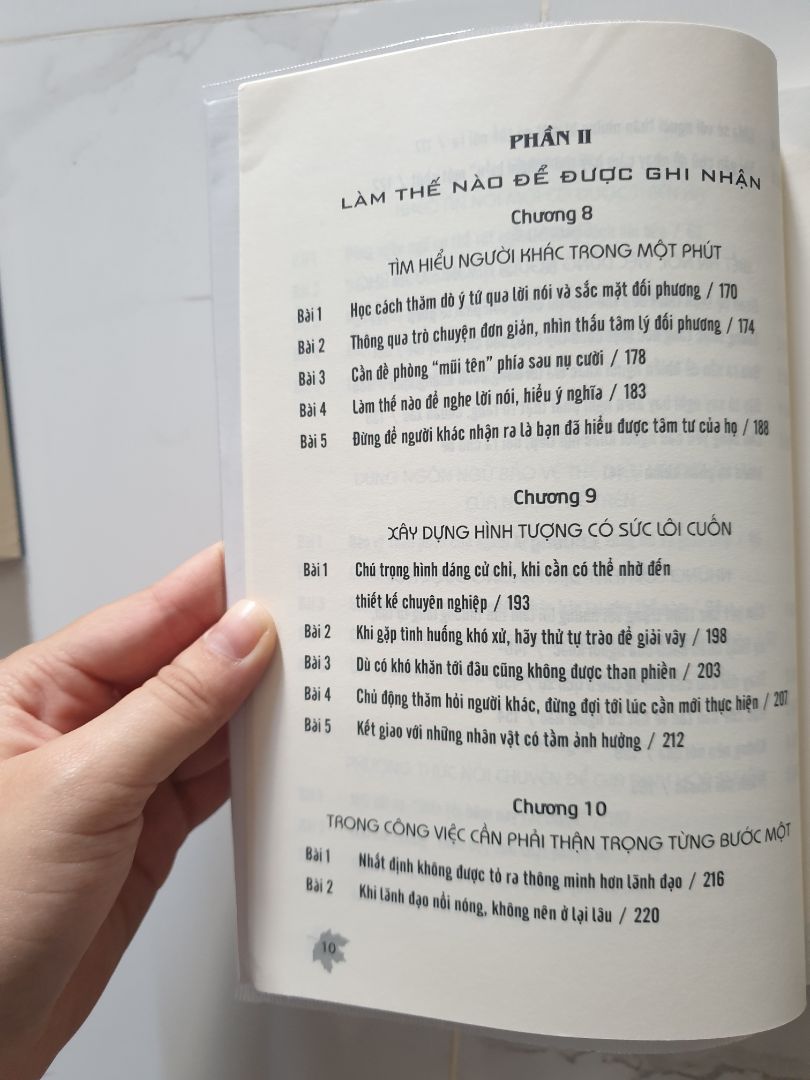 PHẦN II
LÀM THẾ NÀO ĐỂ ĐƯỢC GHI NHẬN
Chương 8
TÌM HIỂU NGƯỜI KHÁC TRONG MỘT PHÚT
Bài 1 Học cách thăm dò ý tứ qua lời nói và sắc mặt đối phương / 170
Bài 2 Thông qua trò chuyện đơn giản, nhìn thấu tâm lý đối phương / 174
Bài 3 Cần đề phòng “mũi tên” phía sau nụ cười / 178
Bài 4 Làm thế nào để nghe lời nói, hiểu ý nghĩa / 183
Bài 5 Đừng để người khác nhận ra là bạn đã hiểu được tâm tư của họ / 188
Chương 9
XÂY DỰNG HÌNH TƯỢNG CÓ SỨC LÔI CUỐN
Bài 1 Chú trọng hình dáng cử chỉ, khi cần có thể nhờ đến
thiết kế chuyên nghiệp / 193
Bài 2 Khi gặp tình huống khó xử, hãy thử tự trào để giải vây / 198
Bài 3 Dù có khó khăn tới đâu cũng không được than phiền / 203
Bài 4 Chủ động thăm hỏi người khác, đừng đợi tới lúc cần mới thực hiện / 207
Bài 5 Kết giao với những nhân vật có tầm ảnh hưởng / 212
Chương 10
TRONG CÔNG VIỆC CẦN PHẢI THẬN TRỌNG TỪNG BƯỚC MỘT
Bài 1 Nhất định không được tỏ ra thông minh hơn lãnh đạo / 216
Bài 2 Khi lãnh đạo nổi nóng, không nên ở lại lâu / 220
10